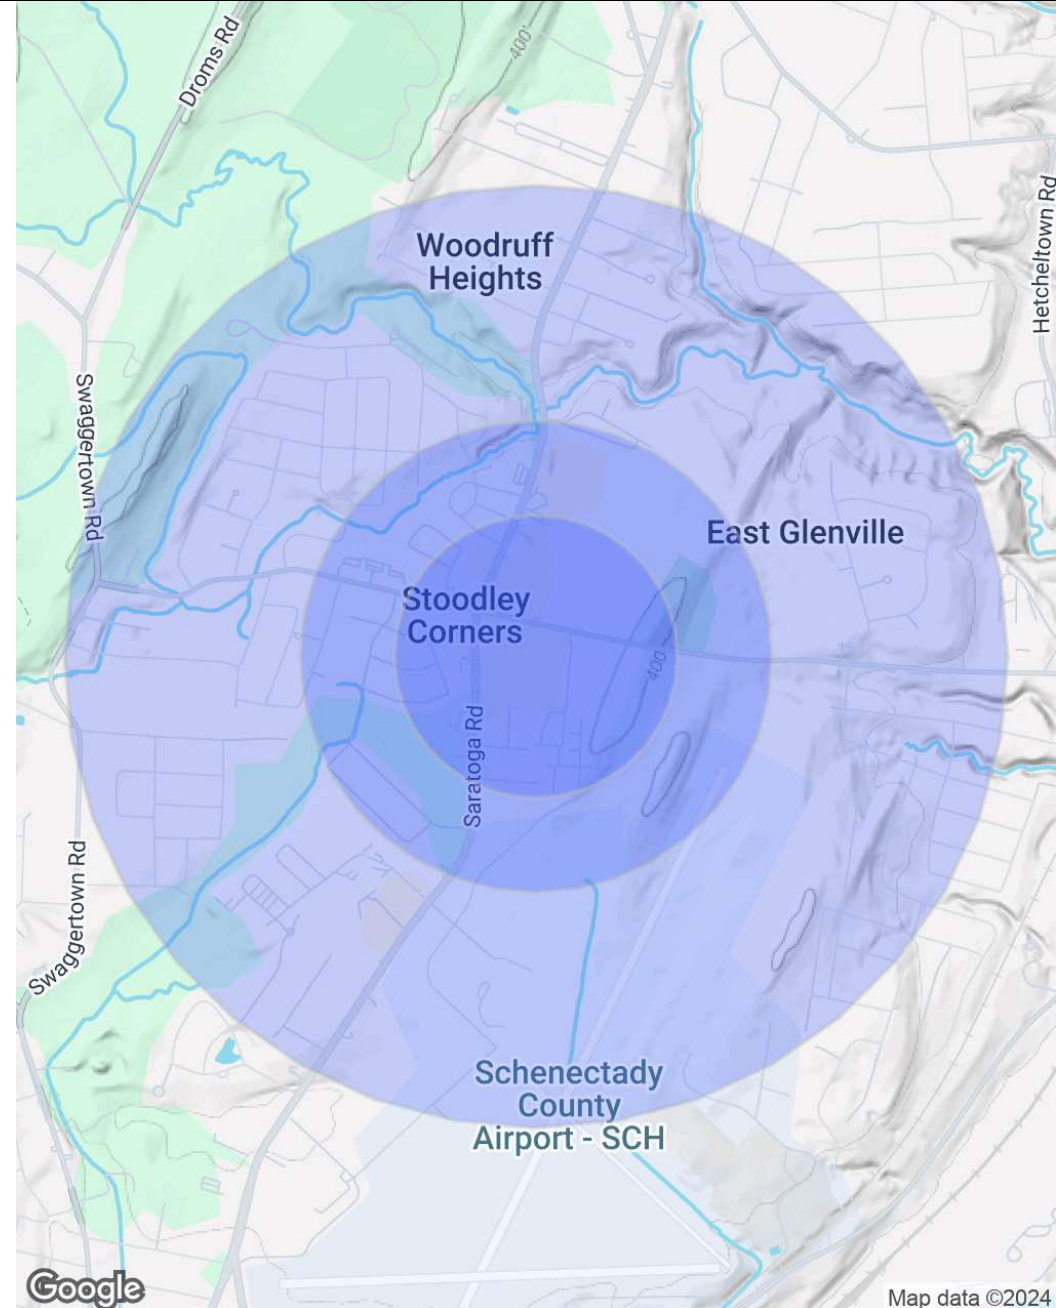 Droms Rd
400'
Hetcheltown Rd
Woodruff
Heights
Swaggertown Rd
East Glenville
Stoodley
Corners
400
Saratoga Rd
Swaggertown Rd
Schenectady
County
Airport - SCH
Google
Map data ©2024